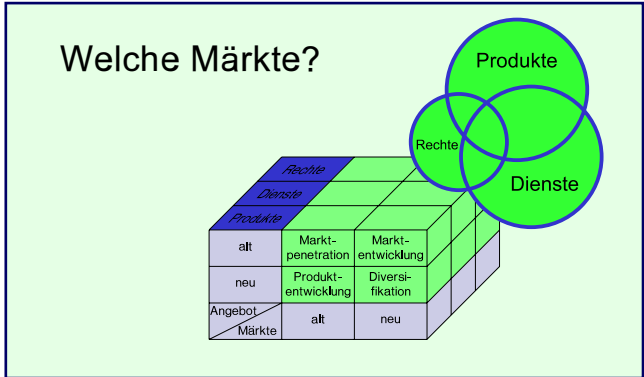 Welche Märkte?
Produkte
Rechte
Dienste
Rechte
Dienste
Produkte
alt
Markt-
penetration
Markt-
entwicklung
neu
Produkt-
entwicklung
Diversi-
fikation
Angebot
Märkte
alt
neu